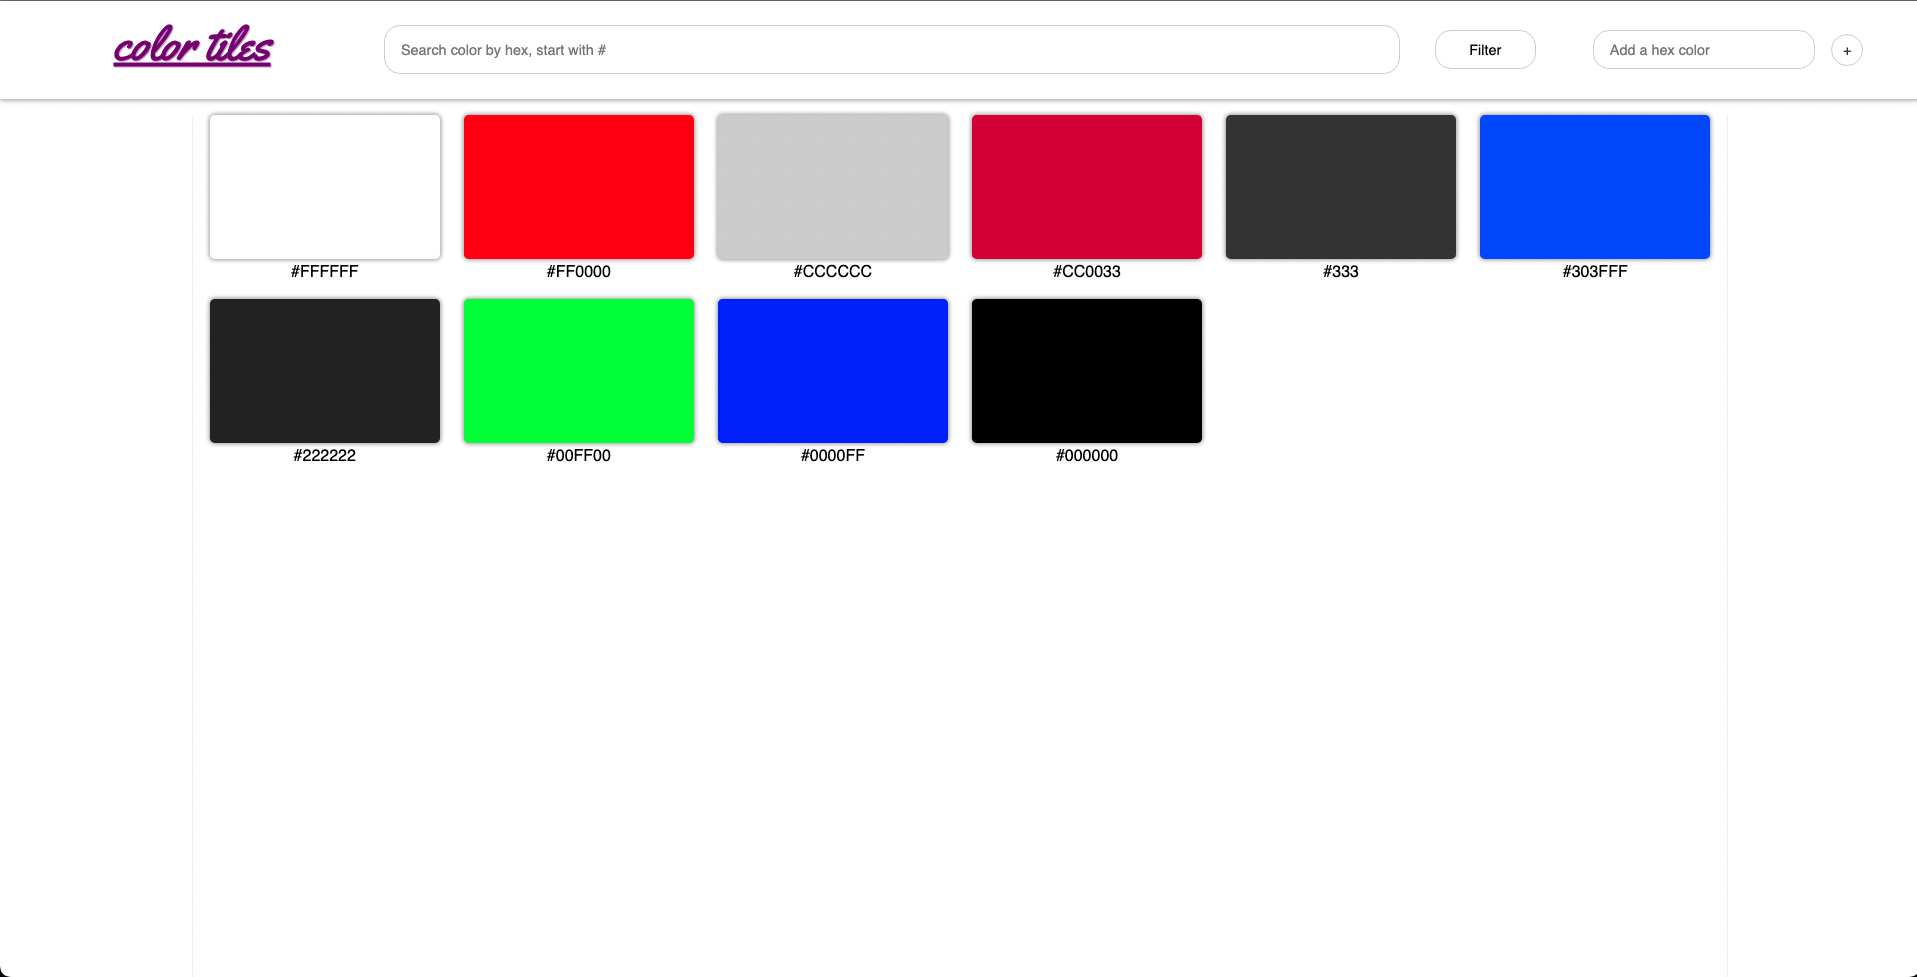 color tiles
Search color by hex, start with #
Filter
Add a hex color
+
#FFFFFF
#FF0000
#CCCCCC
#CC0033
#333
#303FFF
#222222
#00FF00
#0000FF
#000000